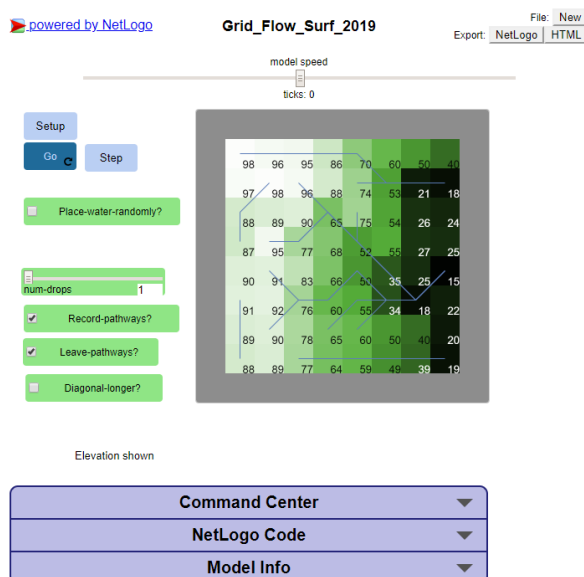 powered by NetLogo
Grid_Flow_Surf_2019
File: New
Export: NetLogo HTML
model speed
ticks: 0
Setup
Go
Step
Place-water-randomly?
num-drops 1
Record-pathways?
Leave-pathways?
Diagonal-longer?
98 96 95 86 70 60 50 40
97 98 96 88 74 53 21 18
88 89 90 65 75 54 26 24
87 95 77 68 52 55 27 25
90 91 83 66 50 35 25 15
91 92 76 60 55 34 18 22
89 90 78 65 60 50 40 20
88 89 77 64 59 49 39 19
Elevation shown
Command Center
NetLogo Code
Model Info